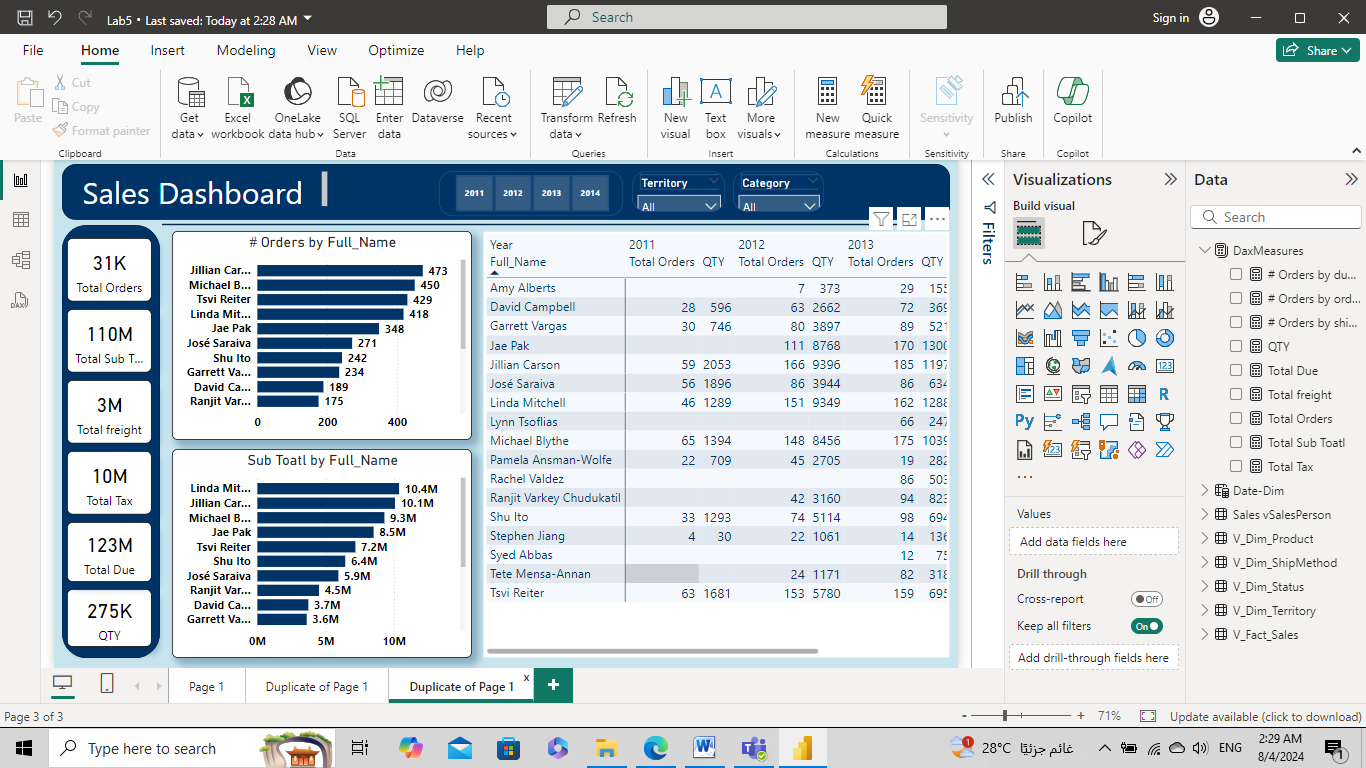 Lab5 • Last saved: Today at 2:28 AM
Search
Sign in
File Home Insert Modeling View Optimize Help
Share
Paste
Cut
Copy
Format painter
Get data
Excel workbook
OneLake data hub
SQL Server
Enter data
Dataverse
Recent sources
Transform data
Refresh
New visual
Text box
More visuals
New measure
Quick measure
Sensitivity
Publish
Copilot
Clipboard
Data
Queries
Insert
Calculations
Sensitivity
Share
Copilot
Sales Dashboard
2011 2012 2013 2014
Territory
All
Category
All
31K
Total Orders
110M
Total Sub T...
3M
Total freight
10M
Total Tax
123M
Total Due
275K
QTY
# Orders by Full_Name
Jillian Car... 473
Michael B... 450
Tsvi Reiter 429
Linda Mit... 418
Jae Pak 348
José Saraiva 271
Shu Ito 242
Garrett Va... 234
David Ca... 189
Ranjit Var... 175
0 200 400
Sub Toatl by Full_Name
Linda Mit... 10.4M
Jillian Car... 10.1M
Michael B... 9.3M
Jae Pak 8.5M
Tsvi Reiter 7.2M
Shu Ito 6.4M
José Saraiva 5.9M
Ranjit Var... 4.5M
David Ca... 3.7M
Garrett Va... 3.6M
0M 5M 10M
Year 2011 2012 2013
Full_Name Total Orders QTY Total Orders QTY Total Orders QTY
Amy Alberts 7 373 29 155
David Campbell 28 596 63 2662 72 369
Garrett Vargas 30 746 80 3897 89 521
Jae Pak 111 8768 170 1300
Jillian Carson 59 2053 166 9396 185 1197
José Saraiva 56 1896 86 3944 86 634
Linda Mitchell 46 1289 151 9349 162 1288
Lynn Tsoflias 66 247
Michael Blythe 65 1394 148 8456 175 1039
Pamela Ansman-Wolfe 22 709 45 2705 19 282
Rachel Valdez 86 503
Ranjit Varkey Chudukatil 42 3160 94 823
Shu Ito 33 1293 74 5114 98 694
Stephen Jiang 4 30 22 1061 14 136
Syed Abbas 12 75
Tete Mensa-Annan 24 1171 82 318
Tsvi Reiter 63 1681 153 5780 159 695
Filters
Visualizations
Build visual
123
R
Py
...
Values
Add data fields here
Drill through
Cross-report Off
Keep all filters On
Add drill-through fields here
Data
Search
DaxMeasures
# Orders by du...
# Orders by ord...
# Orders by shi...
QTY
Total Due
Total freight
Total Orders
Total Sub Toatl
Total Tax
Date-Dim
Sales vSalesPerson
V_Dim_Product
V_Dim_ShipMethod
V_Dim_Status
V_Dim_Territory
V_Fact_Sales
Page 1
Duplicate of Page 1
Duplicate of Page 1 x
+
Page 3 of 3
- + 71%
Update available (click to download)
Type here to search
1
28°C غائم جزئيًا
ENG
2:29 AM
8/4/2024
1